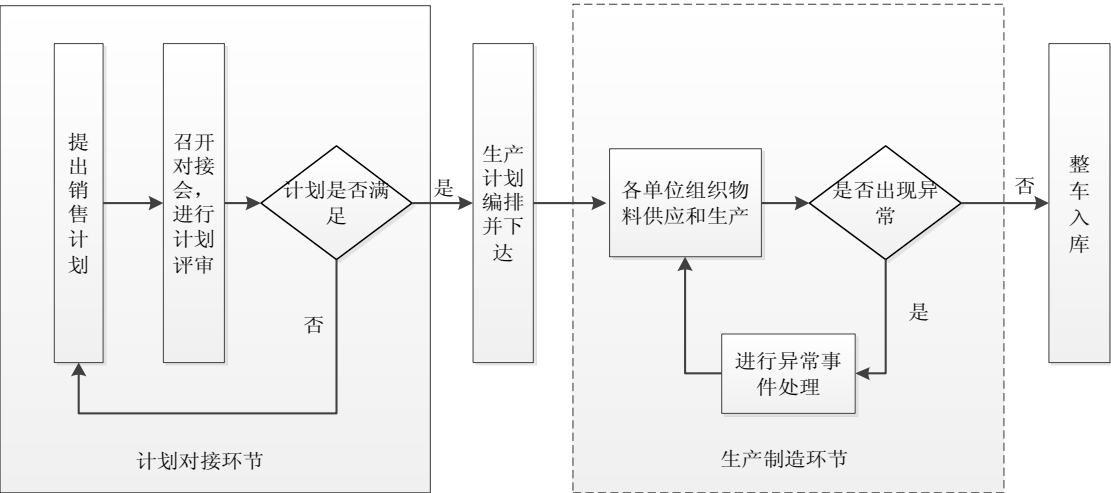 提
出
销
售
计
划
召开
对接
会，
进行
计划
评审
计划是否满
足
是
否
计划对接环节
生产
计划
编排
并下
达
各单位组织物
料供应和生产
是否出现异
常
否
是
进行异常事
件处理
生产制造环节
整
车
入
库